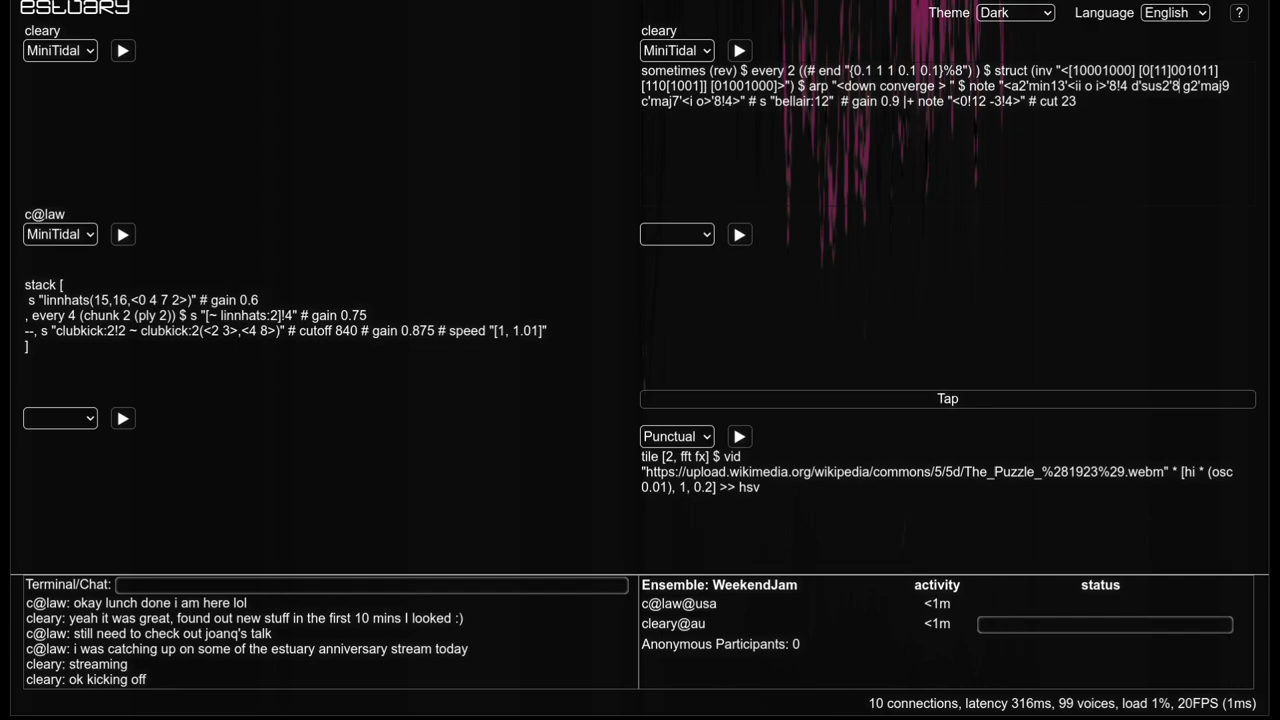 estuary
Theme Dark Language English ?
cleary
MiniTidal
cleary
MiniTidal
sometimes (rev) $ every 2 ((# end "{0.1 1 1 0.1 0.1}%8") ) $ struct (inv "<[10001000] [0[11]001011]
[110[1001]] [01001000]>") $ arp "<down converge > " $ note "<a2'min13'<ii o i>'8!4 d'sus2'8 g2'maj9
c'maj7'<i o>'8!4>" # s "bellair:12"  # gain 0.9 |+ note "<0!12 -3!4>" # cut 23
c@law
MiniTidal
stack [
s "linnhats(15,16,<0 4 7 2>)" # gain 0.6
, every 4 (chunk 2 (ply 2)) $ s "[~ linnhats:2]!4" # gain 0.75
--, s "clubkick:2!2 ~ clubkick:2(<2 3>,<4 8>)" # cutoff 840 # gain 0.875 # speed "[1, 1.01]"
]
Tap
Punctual
tile [2, fft fx] $ vid
"https://upload.wikimedia.org/wikipedia/commons/5/5d/The_Puzzle_%281923%29.webm" * [hi * (osc
0.01), 1, 0.2] >> hsv
Terminal/Chat:
c@law: okay lunch done i am here lol
cleary: yeah it was great, found out new stuff in the first 10 mins I looked :)
c@law: still need to check out joanq's talk
c@law: i was catching up on some of the estuary anniversary stream today
cleary: streaming
cleary: ok kicking off
Ensemble: WeekendJam activity status
c@law@usa <1m
cleary@au <1m
Anonymous Participants: 0
10 connections, latency 316ms, 99 voices, load 1%, 20FPS (1ms)